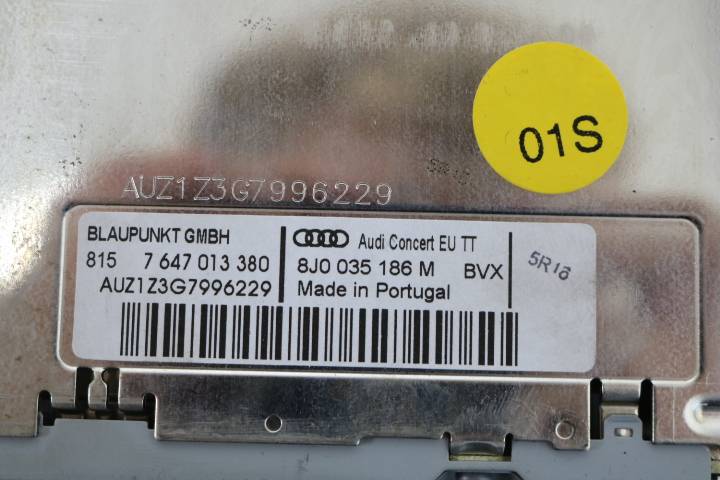 01S
AUZ1Z3G7996229
BLAUPUNKT GMBH
815 7 647 013 380
AUZ1Z3G7996229
Audi Concert EU TT
8J0 035 186 M BVX
Made in Portugal
5R18